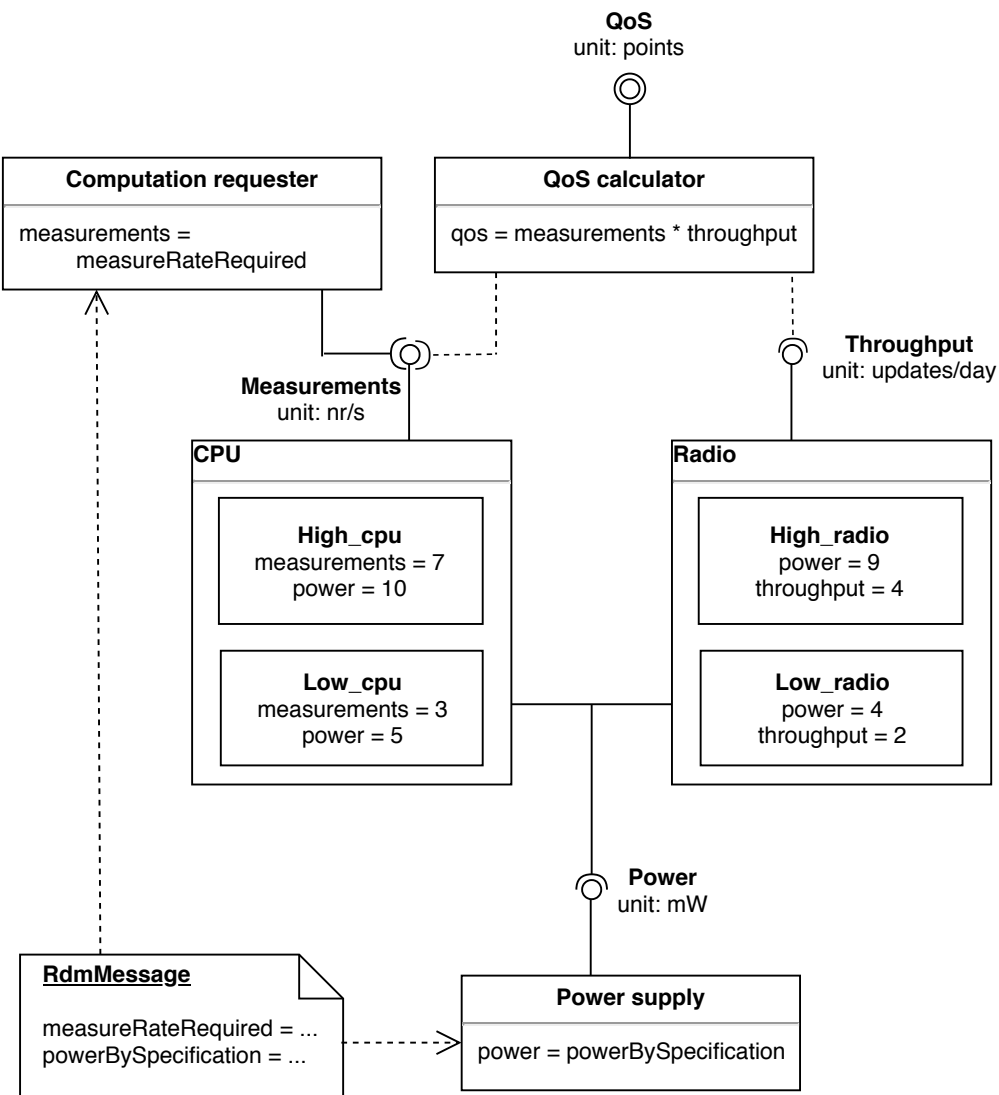 QoS
unit: points
Computation requester
measurements =
measureRateRequired
QoS calculator
qos = measurements * throughput
Throughput
unit: updates/day
Measurements
unit: nr/s
CPU
High_cpu
measurements = 7
power = 10
Low_cpu
measurements = 3
power = 5
Radio
High_radio
power = 9
throughput = 4
Low_radio
power = 4
throughput = 2
Power
unit: mW
RdmMessage
measureRateRequired = ...
powerBySpecification = ...
Power supply
power = powerBySpecification